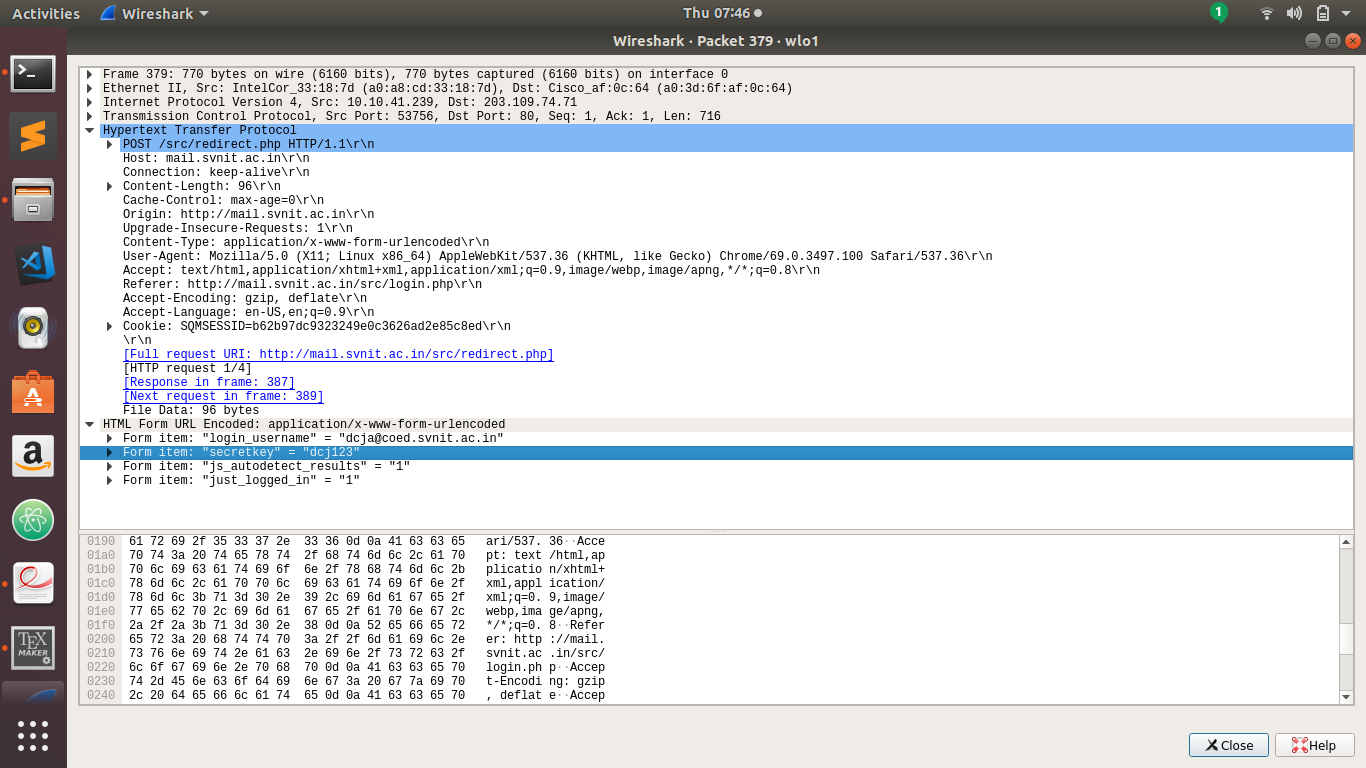 Activities Wireshark Thu 07:46 1
Wireshark · Packet 379 · wlo1
Frame 379: 770 bytes on wire (6160 bits), 770 bytes captured (6160 bits) on interface 0
Ethernet II, Src: IntelCor_33:18:7d (a0:a8:cd:33:18:7d), Dst: Cisco_af:0c:64 (a0:3d:6f:af:0c:64)
Internet Protocol Version 4, Src: 10.10.41.239, Dst: 203.109.74.71
Transmission Control Protocol, Src Port: 53756, Dst Port: 80, Seq: 1, Ack: 1, Len: 716
Hypertext Transfer Protocol
POST /src/redirect.php HTTP/1.1\r\n
Host: mail.svnit.ac.in\r\n
Connection: keep-alive\r\n
Content-Length: 96\r\n
Cache-Control: max-age=0\r\n
Origin: http://mail.svnit.ac.in\r\n
Upgrade-Insecure-Requests: 1\r\n
Content-Type: application/x-www-form-urlencoded\r\n
User-Agent: Mozilla/5.0 (X11; Linux x86_64) AppleWebKit/537.36 (KHTML, like Gecko) Chrome/69.0.3497.100 Safari/537.36\r\n
Accept: text/html,application/xhtml+xml,application/xml;q=0.9,image/webp,image/apng,*/*;q=0.8\r\n
Referer: http://mail.svnit.ac.in/src/login.php\r\n
Accept-Encoding: gzip, deflate\r\n
Accept-Language: en-US,en;q=0.9\r\n
Cookie: SQMSESSID=b62b97dc9323249e0c3626ad2e85c8ed\r\n
\r\n
[Full request URI: http://mail.svnit.ac.in/src/redirect.php]
[HTTP request 1/4]
[Response in frame: 387]
[Next request in frame: 389]
File Data: 96 bytes
HTML Form URL Encoded: application/x-www-form-urlencoded
Form item: "login_username" = "dcja@coed.svnit.ac.in"
Form item: "secretkey" = "dcj123"
Form item: "js_autodetect_results" = "1"
Form item: "just_logged_in" = "1"
0190 61 72 69 2f 35 33 37 2e 33 36 0d 0a 41 63 63 65 ari/537. 36··Acce
01a0 70 74 3a 20 74 65 78 74 2f 68 74 6d 6c 2c 61 70 pt: text /html,ap
01b0 70 6c 69 63 61 74 69 6f 6e 2f 78 68 74 6d 6c 2b plicatio n/xhtml+
01c0 78 6d 6c 2c 61 70 70 6c 69 63 61 74 69 6f 6e 2f xml,appl ication/
01d0 78 6d 6c 3b 71 3d 30 2e 39 2c 69 6d 61 67 65 2f xml;q=0. 9,image/
01e0 77 65 62 70 2c 69 6d 61 67 65 2f 61 70 6e 67 2c webp,ima ge/apng,
01f0 2a 2f 2a 3b 71 3d 30 2e 38 0d 0a 52 65 66 65 72 */*;q=0. 8··Refer
0200 65 72 3a 20 68 74 74 70 3a 2f 2f 6d 61 69 6c 2e er: http ://mail.
0210 73 76 6e 69 74 2e 61 63 2e 69 6e 2f 73 72 63 2f svnit.ac .in/src/
0220 6c 6f 67 69 6e 2e 70 68 70 0d 0a 41 63 63 65 70 login.ph p··Accep
0230 74 2d 45 6e 63 6f 64 69 6e 67 3a 20 67 7a 69 70 t-Encodi ng: gzip
0240 2c 20 64 65 66 6c 61 74 65 0d 0a 41 63 63 65 70 , deflat e··Accep
a
TEX
MAKER
Close Help